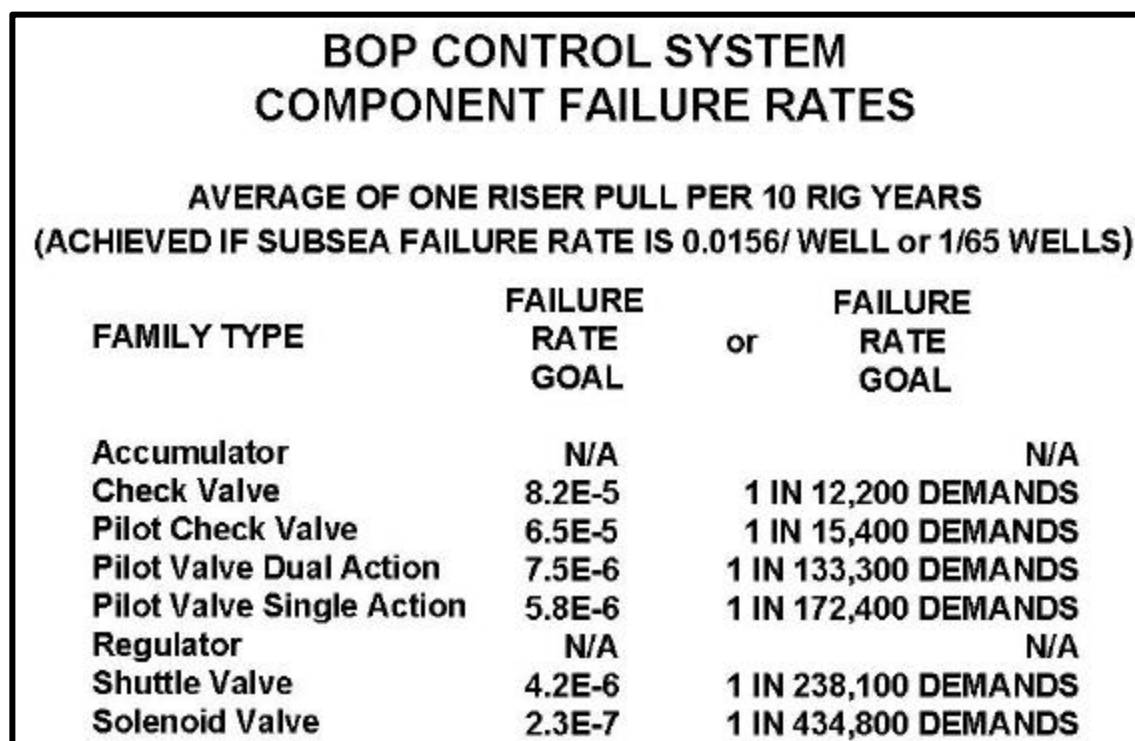 BOP CONTROL SYSTEM
COMPONENT FAILURE RATES
AVERAGE OF ONE RISER PULL PER 10 RIG YEARS
(ACHIEVED IF SUBSEA FAILURE RATE IS 0.0156/ WELL or 1/65 WELLS)
FAMILY TYPE FAILURE RATE GOAL or FAILURE RATE GOAL
Accumulator N/A N/A
Check Valve 8.2E-5 1 IN 12,200 DEMANDS
Pilot Check Valve 6.5E-5 1 IN 15,400 DEMANDS
Pilot Valve Dual Action 7.5E-6 1 IN 133,300 DEMANDS
Pilot Valve Single Action 5.8E-6 1 IN 172,400 DEMANDS
Regulator N/A N/A
Shuttle Valve 4.2E-6 1 IN 238,100 DEMANDS
Solenoid Valve 2.3E-7 1 IN 434,800 DEMANDS